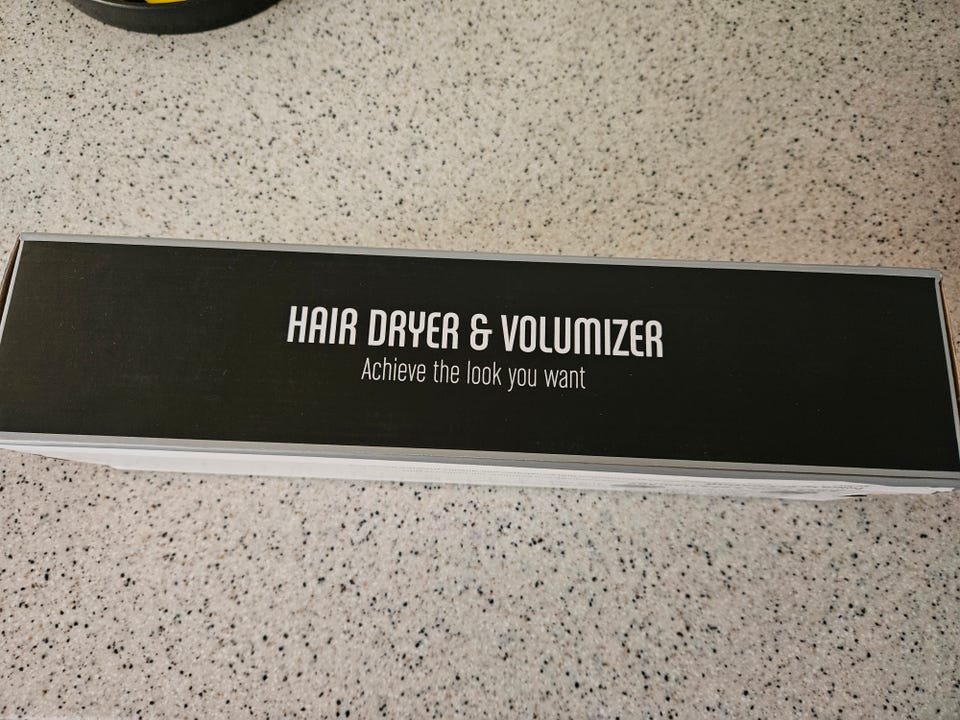 HAIR DRYER & VOLUMIZER
Achieve the look you want